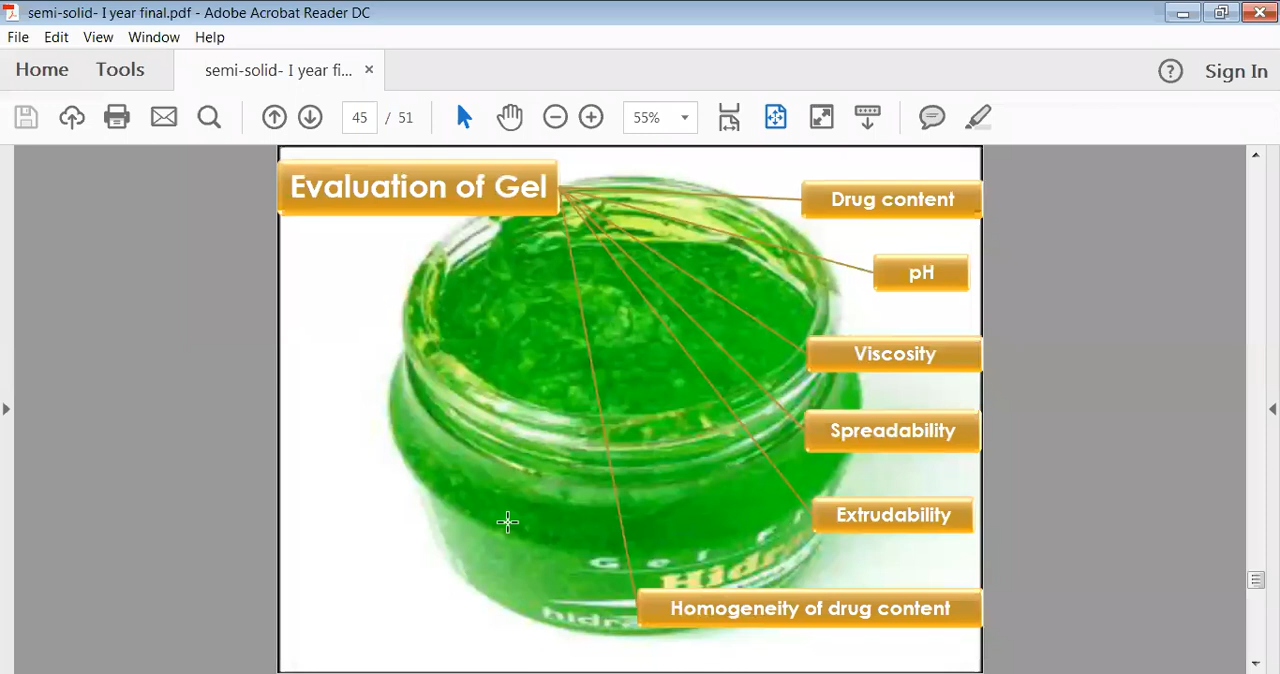 semi-solid- I year final.pdf - Adobe Acrobat Reader DC
File Edit View Window Help
Home Tools semi-solid- I year fi... × ? Sign In
45 / 51 55%
Evaluation of Gel
Drug content
pH
Viscosity
Spreadability
Extrudability
Gel
Homogeneity of drug content